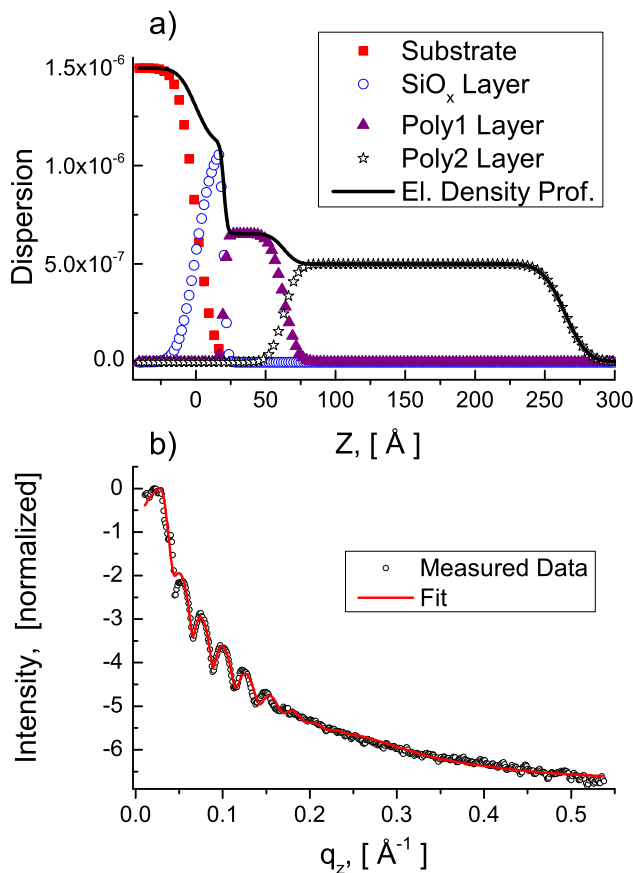 a)
Substrate
SiOₓ Layer
Poly1 Layer
Poly2 Layer
El. Density Prof.
1.5x10⁻⁶
1.0x10⁻⁶
5.0x10⁻⁷
0.0
Dispersion
0 50 100 150 200 250 300
Z, [ Å ]
b)
Measured Data
Fit
0
-1
-2
-3
-4
-5
-6
Intensity, [normalized]
0.0 0.1 0.2 0.3 0.4 0.5
q_z, [ Å⁻¹ ]